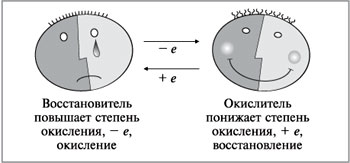 − e
+ e
Восстановитель
повышает степень
окисления, − e,
окисление
Окислитель
понижает степень
окисления, + e,
восстановление